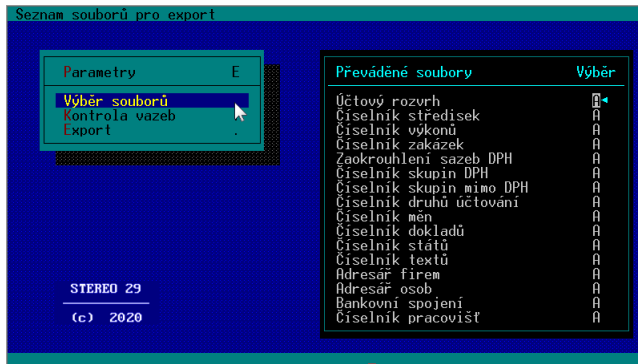 Seznam souborů pro export
Parametry E
Výběr souborů
Kontrola vazeb
Export .
STEREO 29
(c) 2020
Převáděné soubory Výběr
Účtový rozvrh A
Číselník středisek A
Číselník výkonů A
Číselník zakázek A
Zaokrouhlení sazeb DPH A
Číselník skupin DPH A
Číselník skupin mimo DPH A
Číselník druhů účtování A
Číselník měn A
Číselník dokladů A
Číselník států A
Číselník textů A
Adresář firem A
Adresář osob A
Bankovní spojení A
Číselník pracovišť A